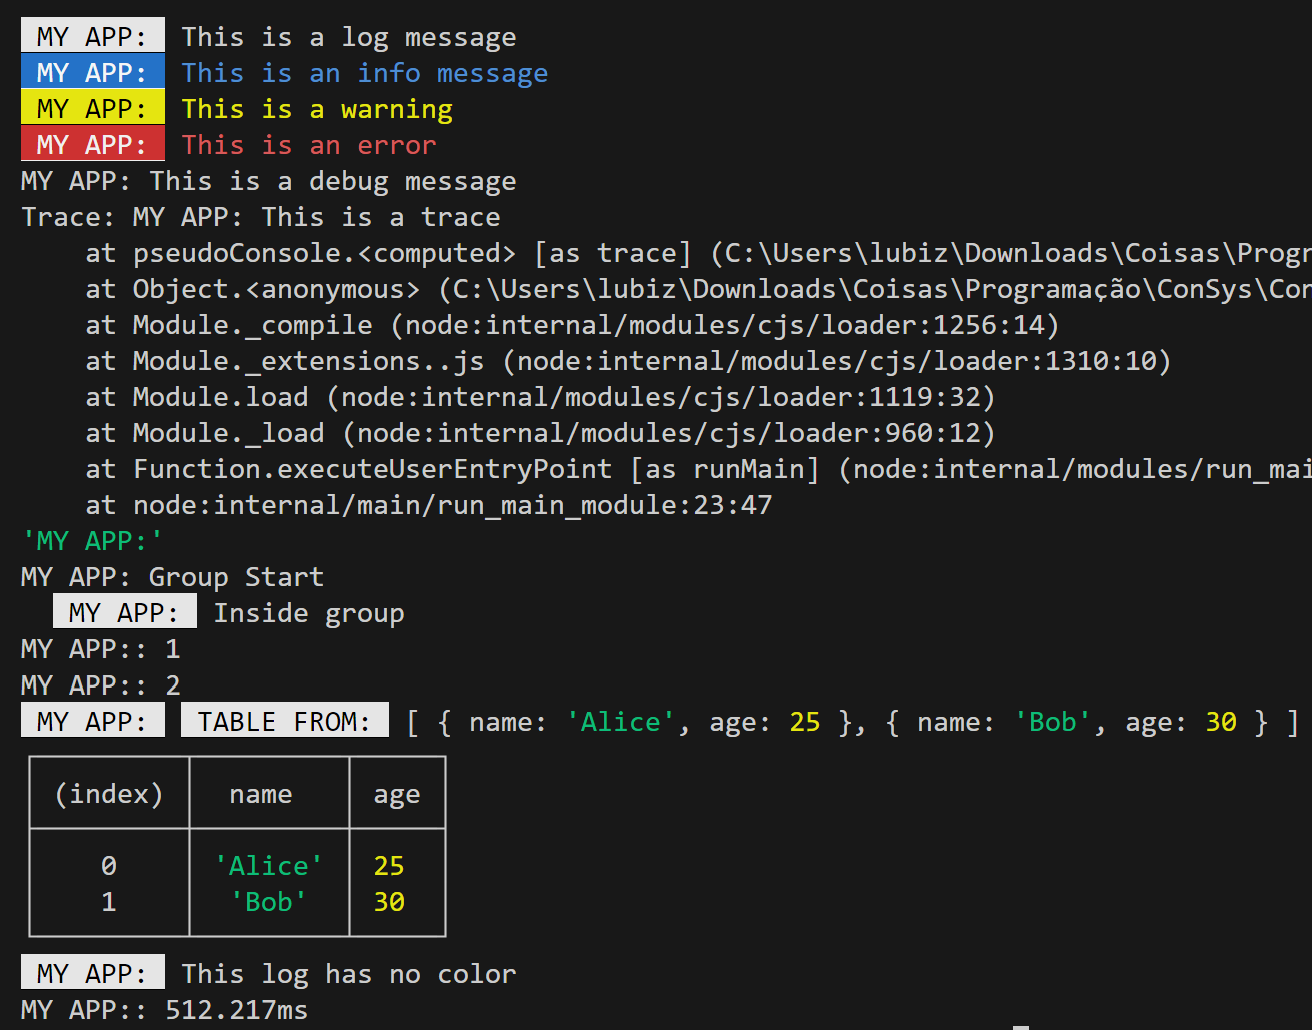 MY APP: This is a log message
MY APP: This is an info message
MY APP: This is a warning
MY APP: This is an error
MY APP: This is a debug message
Trace: MY APP: This is a trace
    at pseudoConsole.<computed> [as trace] (C:\Users\lubiz\Downloads\Coisas\Progr
    at Object.<anonymous> (C:\Users\lubiz\Downloads\Coisas\Programação\ConSys\Con
    at Module._compile (node:internal/modules/cjs/loader:1256:14)
    at Module._extensions..js (node:internal/modules/cjs/loader:1310:10)
    at Module.load (node:internal/modules/cjs/loader:1119:32)
    at Module._load (node:internal/modules/cjs/loader:960:12)
    at Function.executeUserEntryPoint [as runMain] (node:internal/modules/run_mai
    at node:internal/main/run_main_module:23:47
'MY APP:'
MY APP: Group Start
  MY APP: Inside group
MY APP:: 1
MY APP:: 2
MY APP: TABLE FROM: [ { name: 'Alice', age: 25 }, { name: 'Bob', age: 30 } ]
(index) name age
0 'Alice' 25
1 'Bob' 30
MY APP: This log has no color
MY APP:: 512.217ms